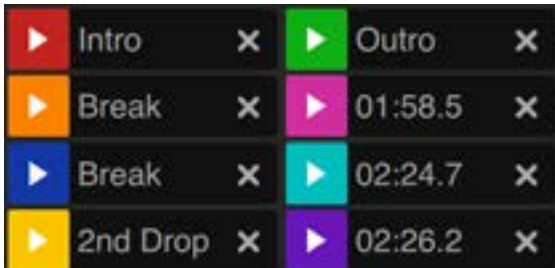 Intro
Outro
Break
01:58.5
Break
02:24.7
2nd Drop
02:26.2